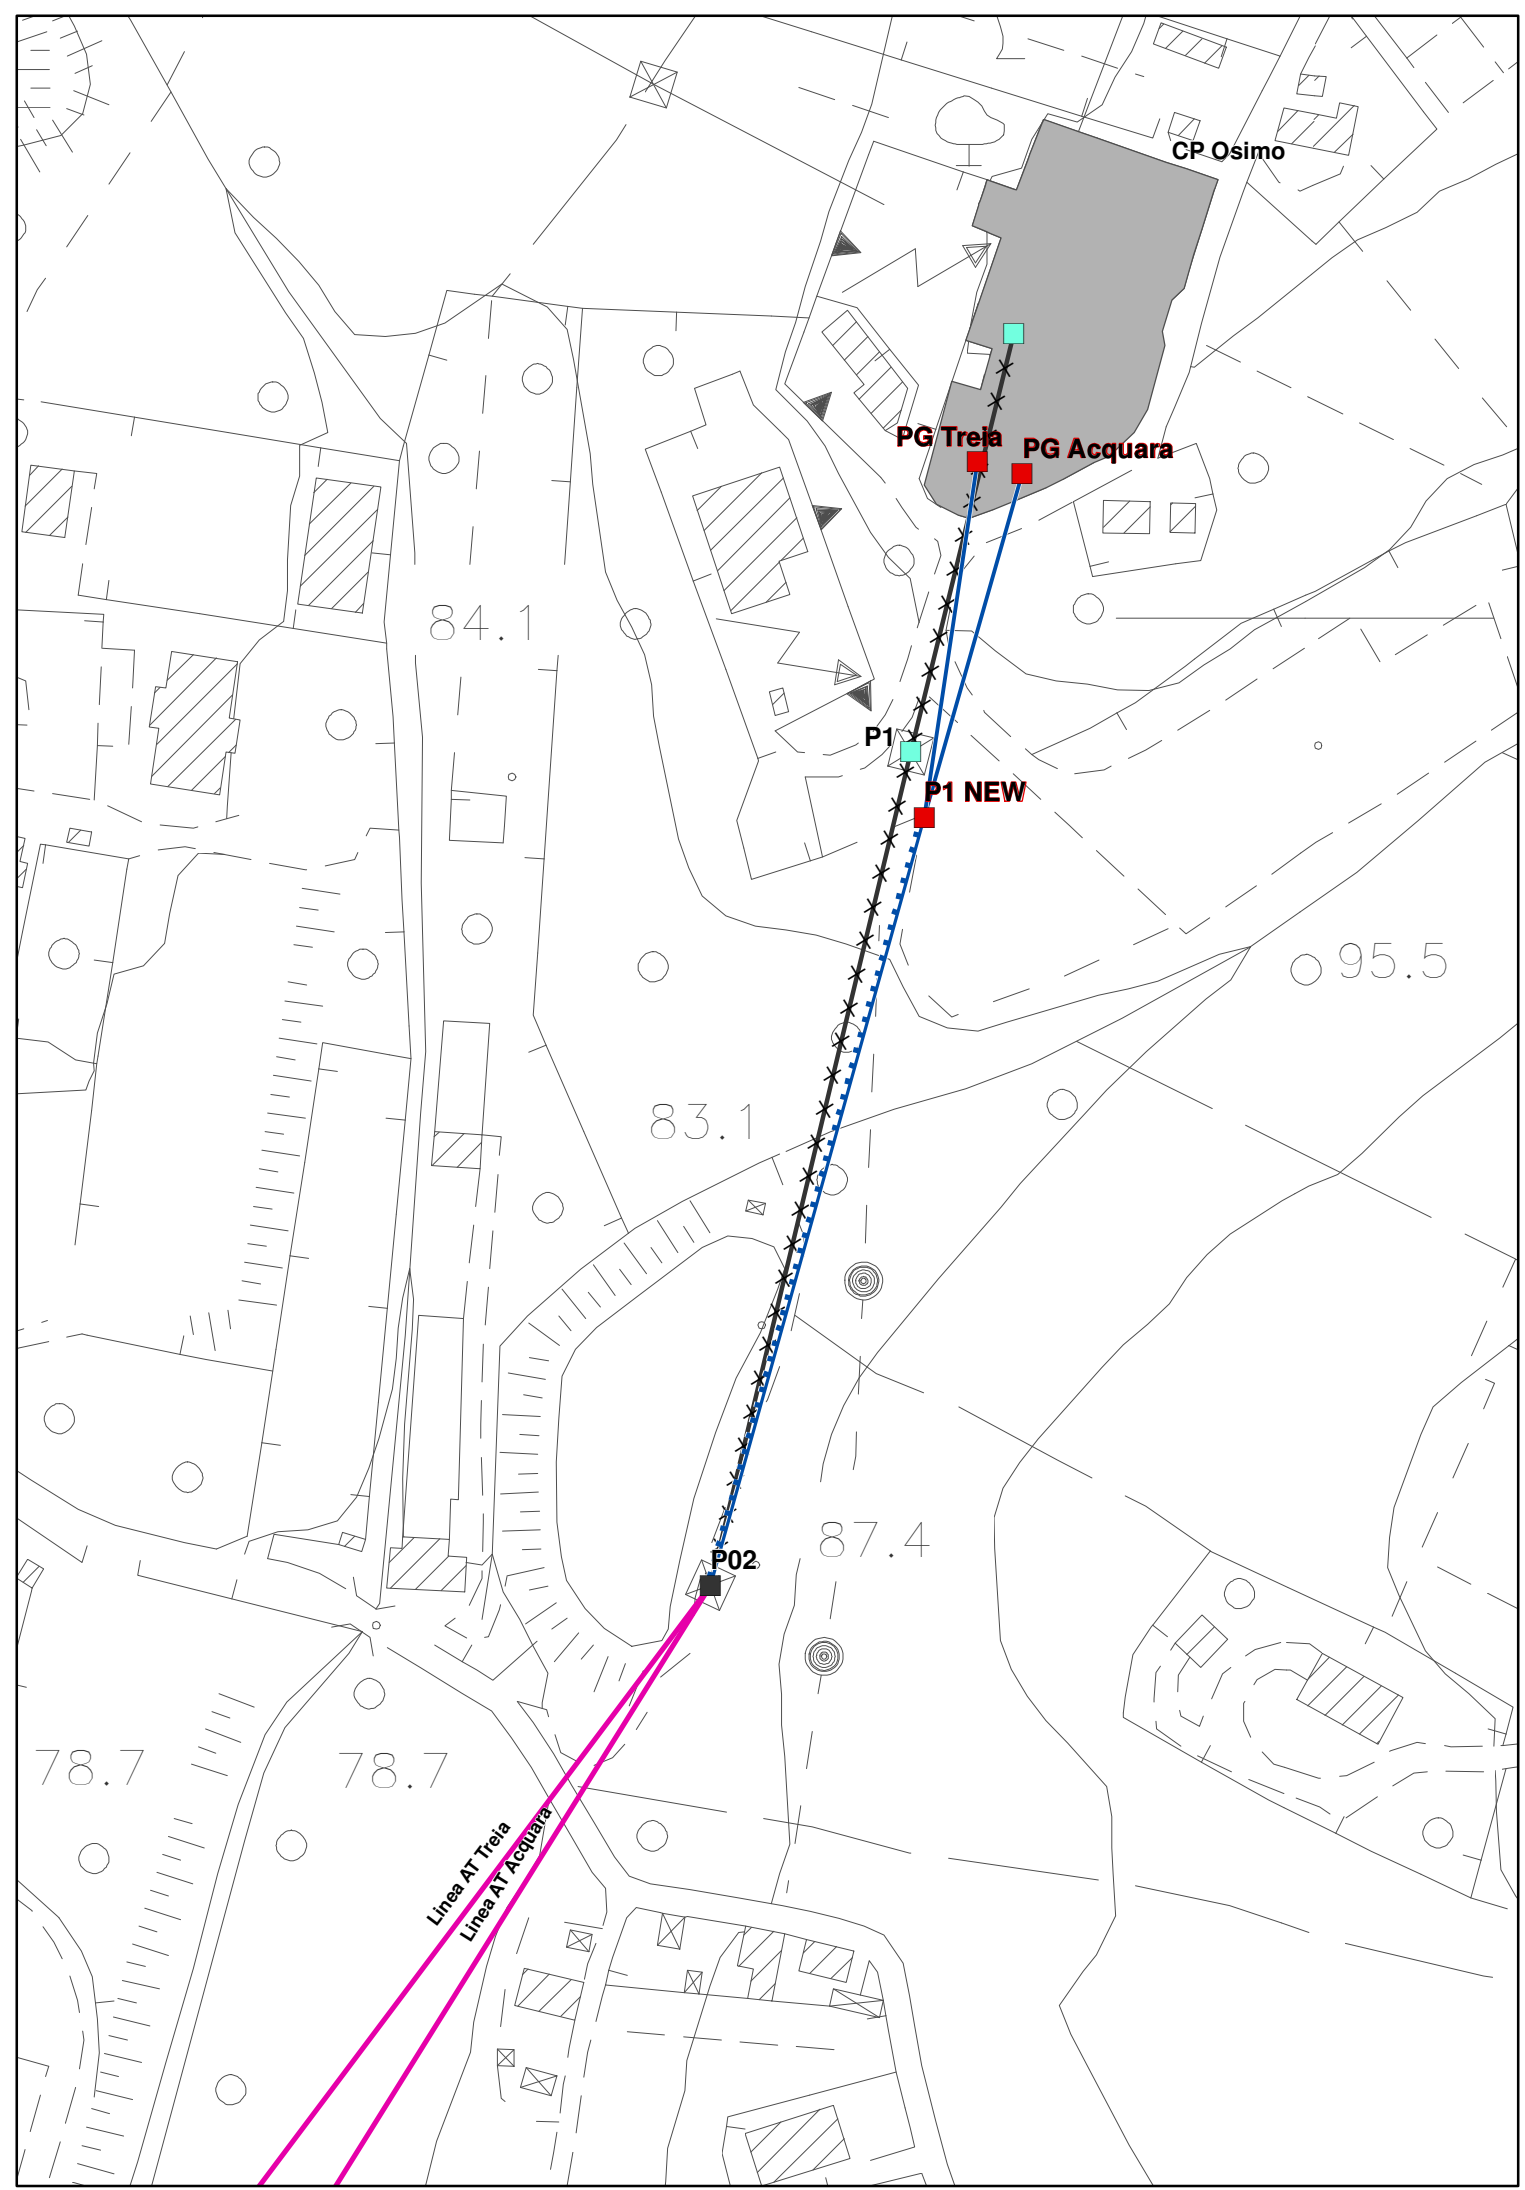 CP Osimo
PG Treia
PG Acquara
84.1
P1
P1 NEW
95.5
83.1
87.4
P02
78.7
78.7
Linea AT Treia
Linea AT Acquara